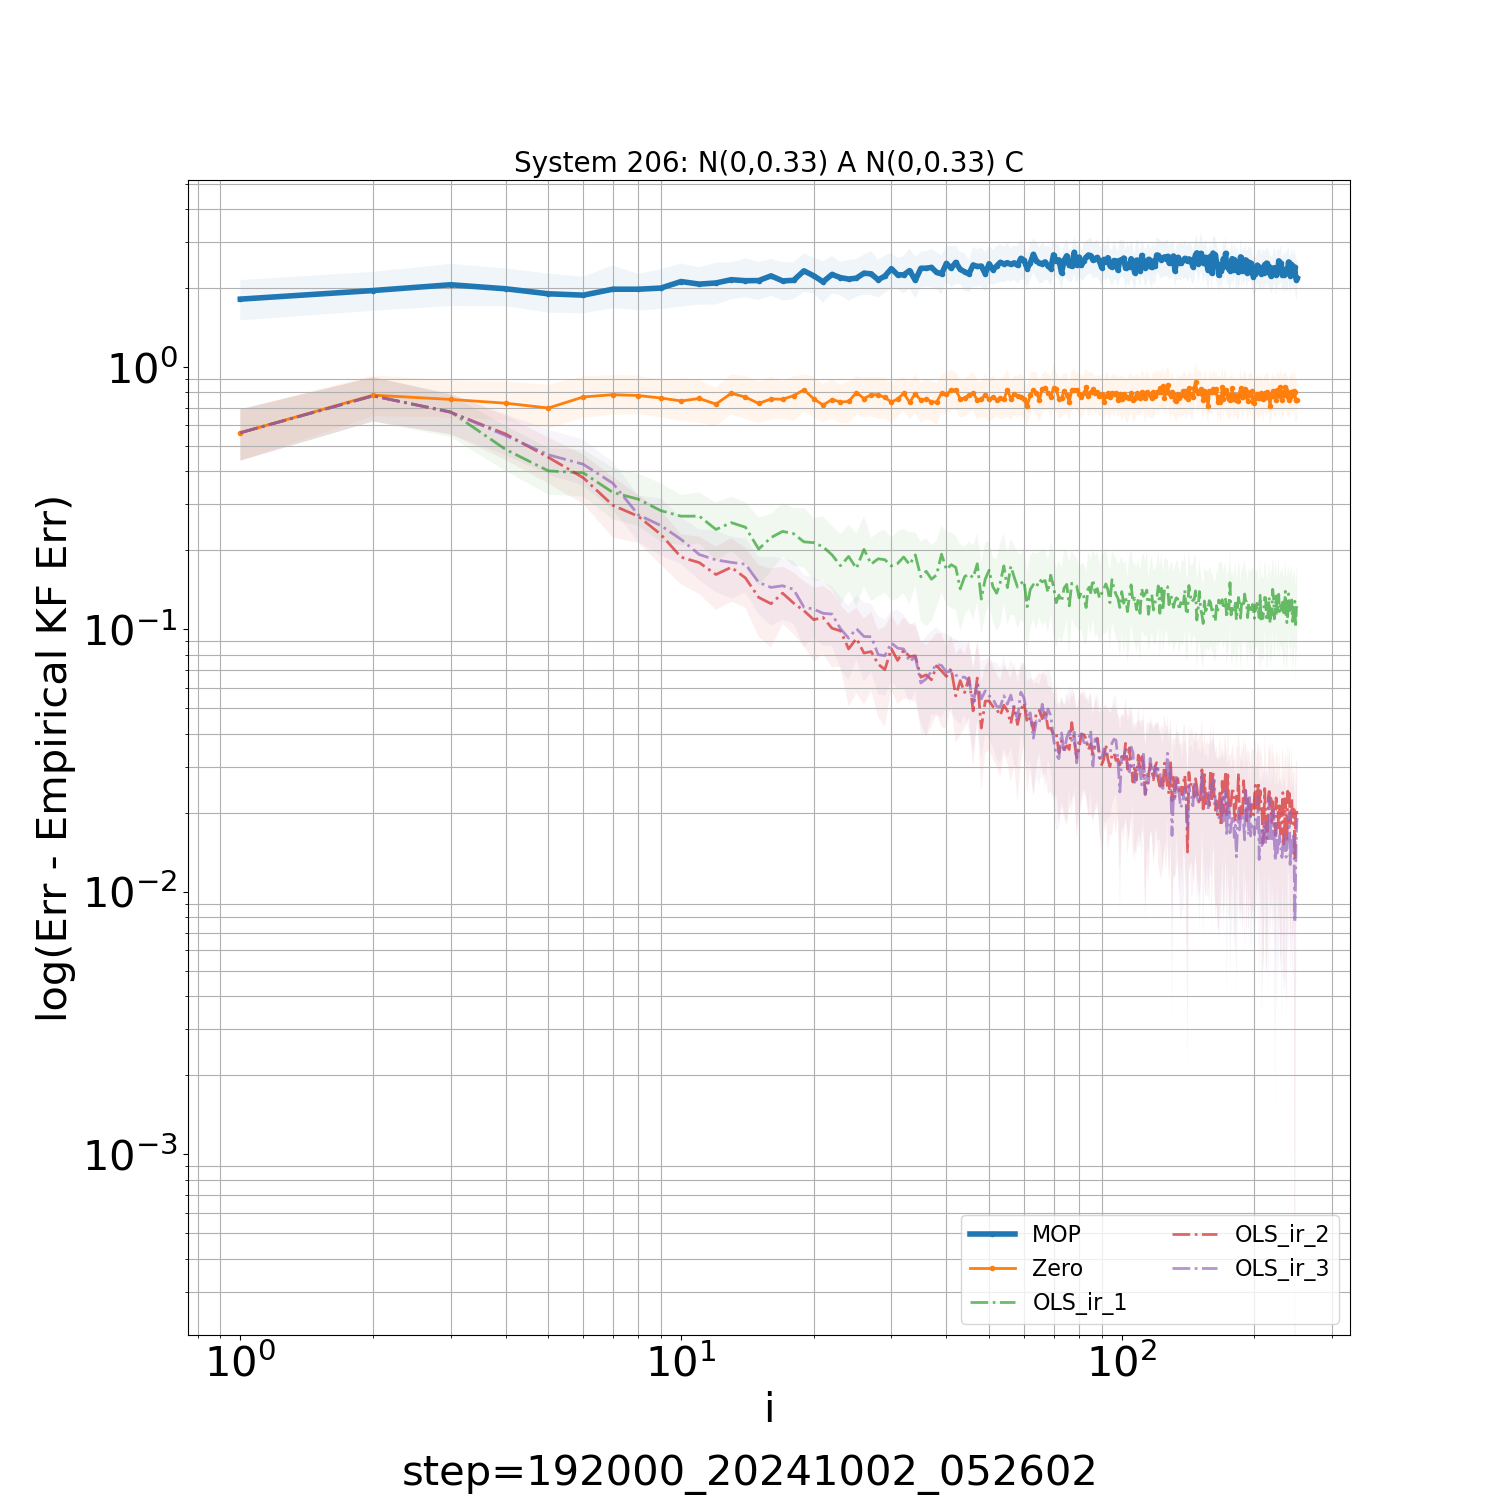 System 206: N(0,0.33) A N(0,0.33) C
log(Err - Empirical KF Err)
10⁰
10⁻¹
10⁻²
10⁻³
MOP
Zero
OLS_ir_1
OLS_ir_2
OLS_ir_3
10⁰ 10¹ 10²
i
step=192000_20241002_052602